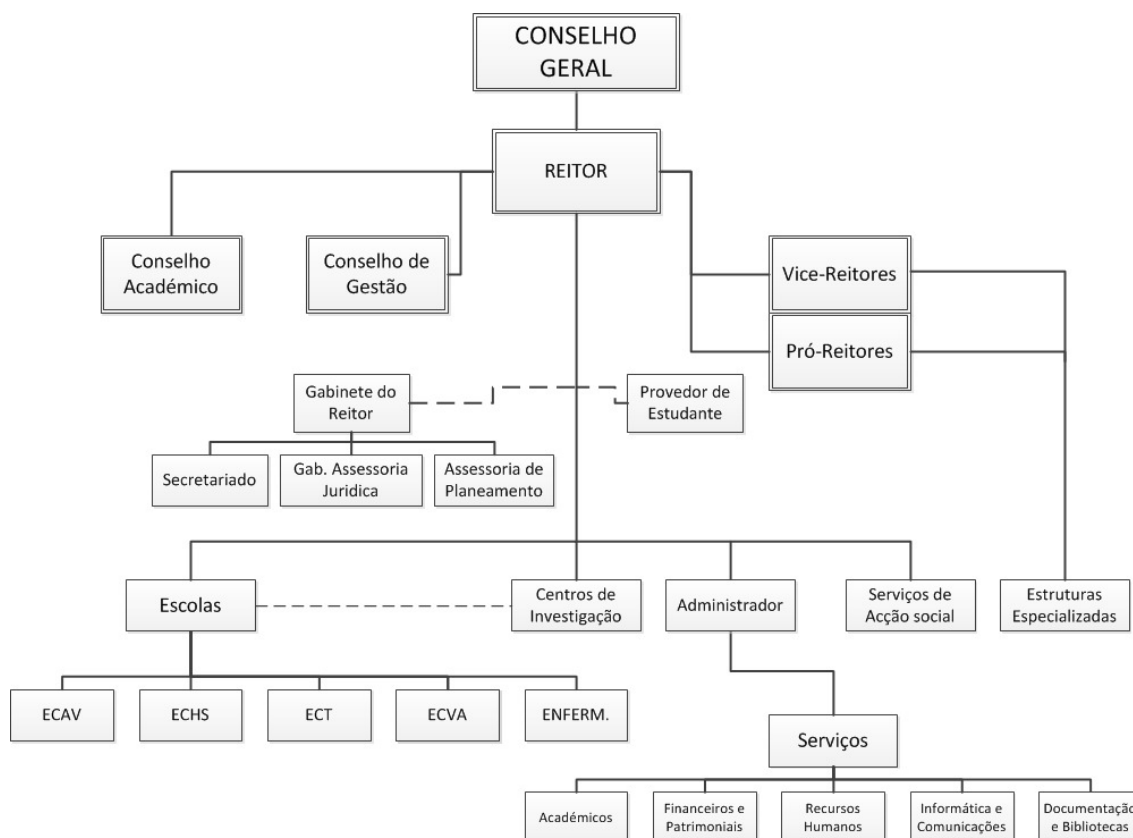 CONSELHO
GERAL
REITOR
Conselho
Académico
Conselho de
Gestão
Vice-Reitores
Pró-Reitores
Gabinete do
Reitor
Provedor de
Estudante
Secretariado
Gab. Assessoria
Juridica
Assessoria de
Planeamento
Escolas
Centros de
Investigação
Administrador
Serviços de
Acção social
Estruturas
Especializadas
ECAV
ECHS
ECT
ECVA
ENFERM.
Serviços
Académicos
Financeiros e
Patrimoniais
Recursos
Humanos
Informática e
Comunicações
Documentação
e Bibliotecas